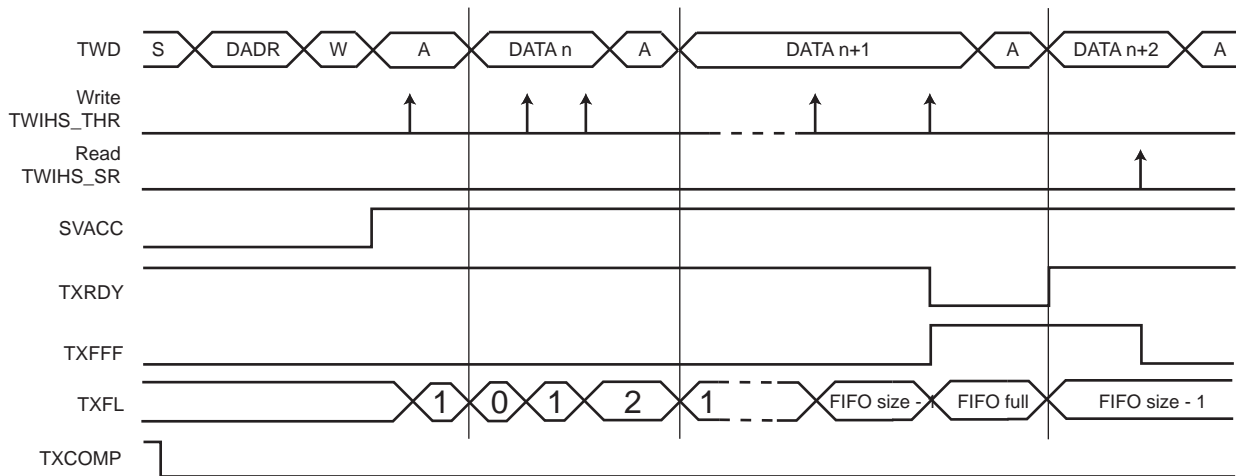 TWD S DADR W A DATA n A DATA n+1 A DATA n+2 A
Write
TWIHS_THR
Read
TWIHS_SR
SVACC
TXRDY
TXFFF
TXFL 1 0 1 2 1 FIFO size - 1 FIFO full FIFO size - 1
TXCOMP